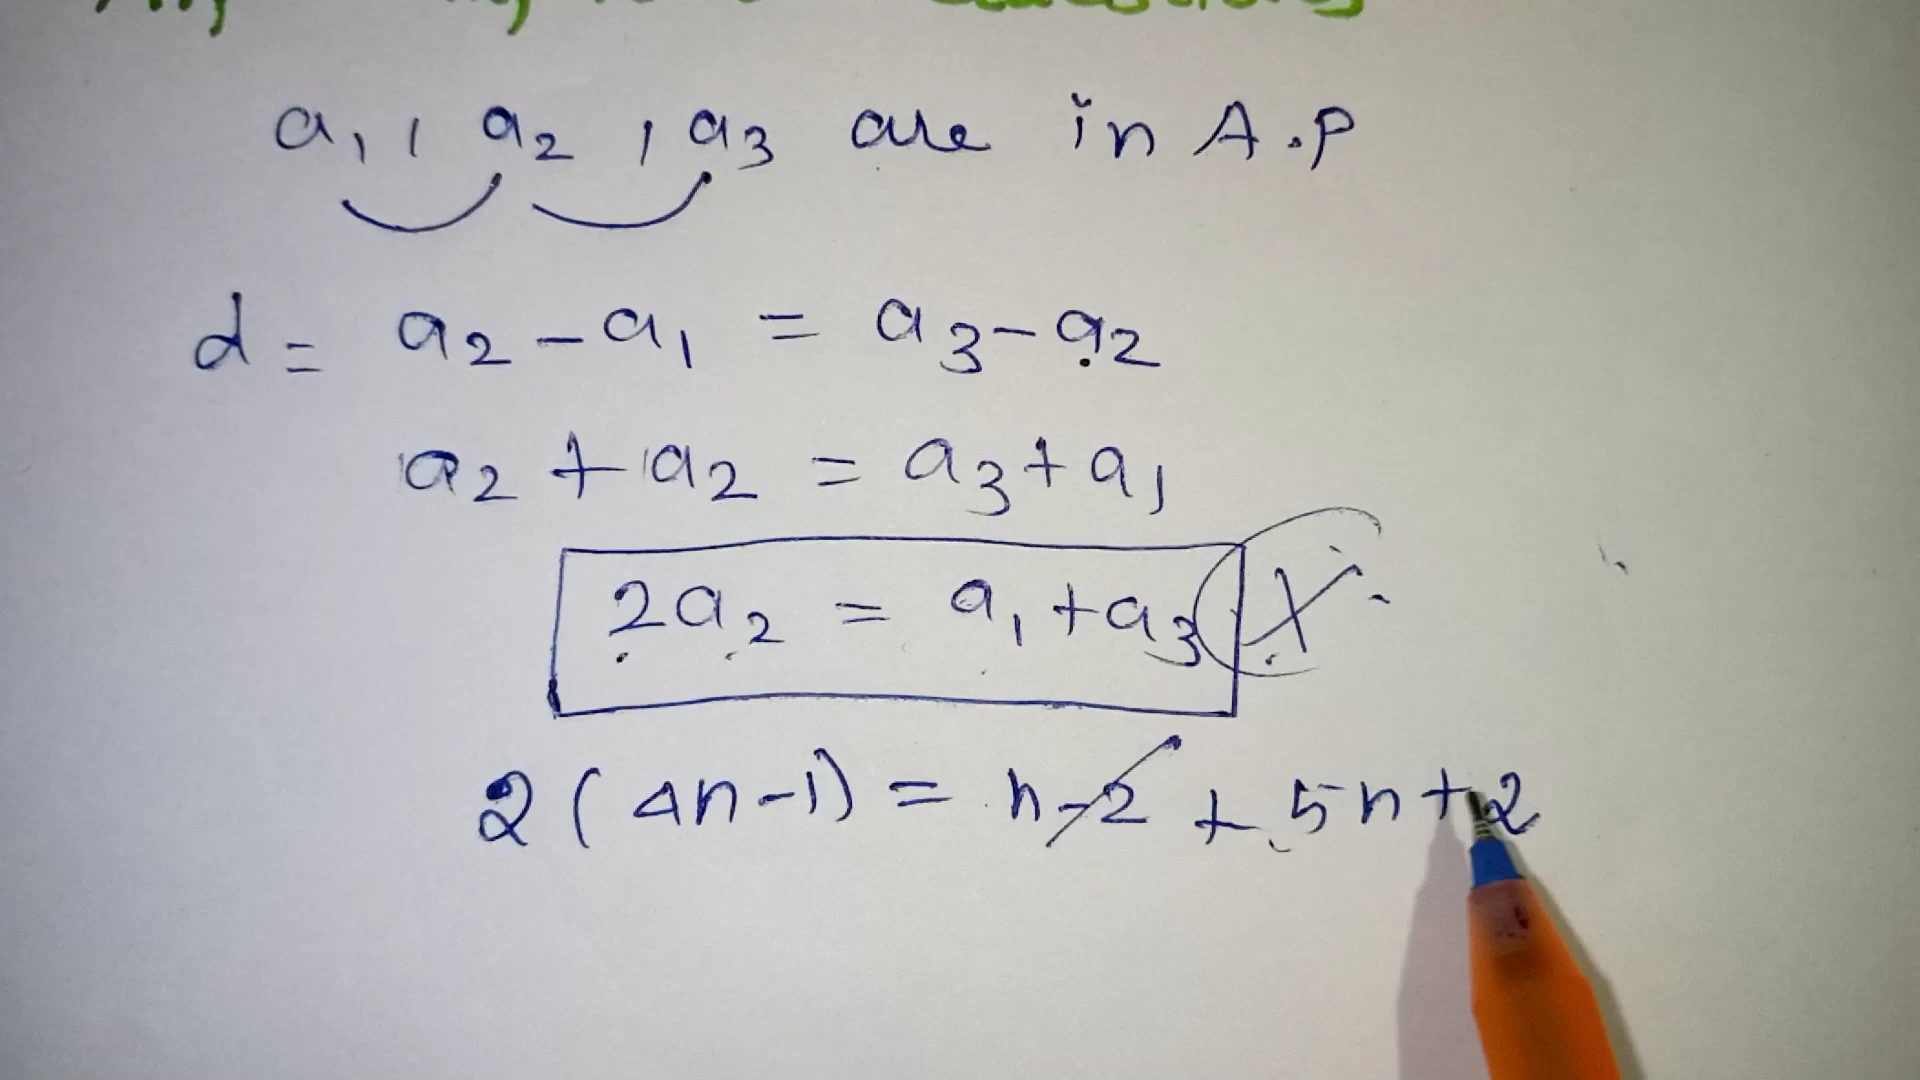 a₁, a₂, a₃ are in A.P
d = a₂ - a₁ = a₃ - a₂
a₂ + a₂ = a₃ + a₁
2a₂ = a₁ + a₃
2(4n-1) = n-2 + 5n+2